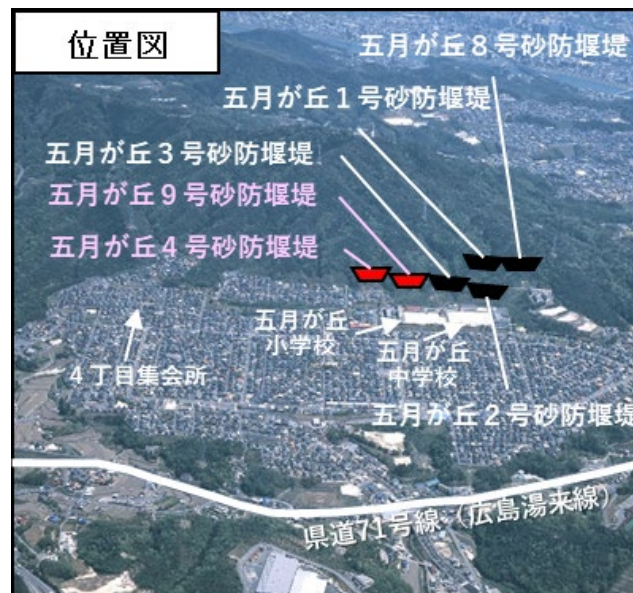 位置図
五月が丘８号砂防堰堤
五月が丘１号砂防堰堤
五月が丘３号砂防堰堤
五月が丘９号砂防堰堤
五月が丘４号砂防堰堤
五月が丘
小学校
五月が丘
中学校
４丁目集会所
五月が丘２号砂防堰堤
県道71号線（広島湯来線）